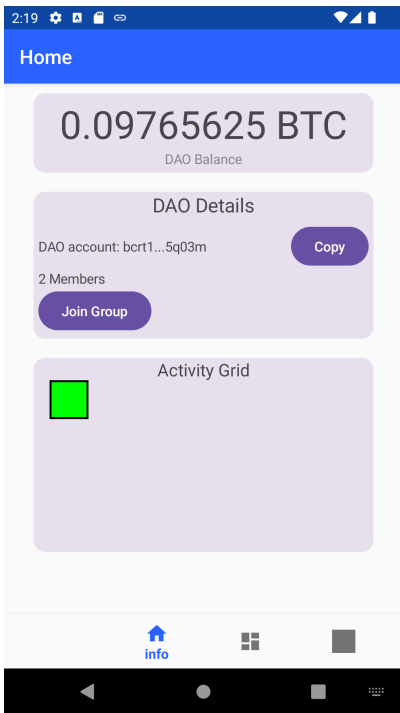 2:19
Home
0.09765625 BTC
DAO Balance
DAO Details
DAO account: bcrt1...5q03m
Copy
2 Members
Join Group
Activity Grid
info